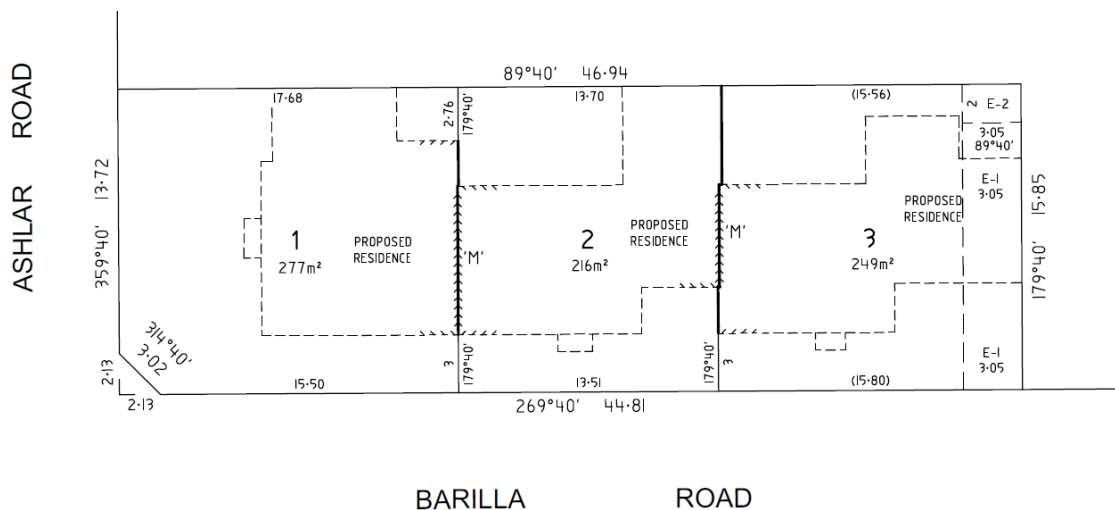 ASHLAR ROAD
89°40' 46·94
17·68
13·70
(15·56)
2·76
179°40'
2 E-2
3·05
89°40'
E-1
3·05
359°40' 13·72
1
277m²
PROPOSED
RESIDENCE
'M'
2
216m²
PROPOSED
RESIDENCE
'M'
3
249m²
PROPOSED
RESIDENCE
179°40' 15·85
314°40'
3·02
2·13
2·13
15·50
3
179°40'
13·51
179°40'
3
(15·80)
E-1
3·05
269°40' 44·81
BARILLA ROAD